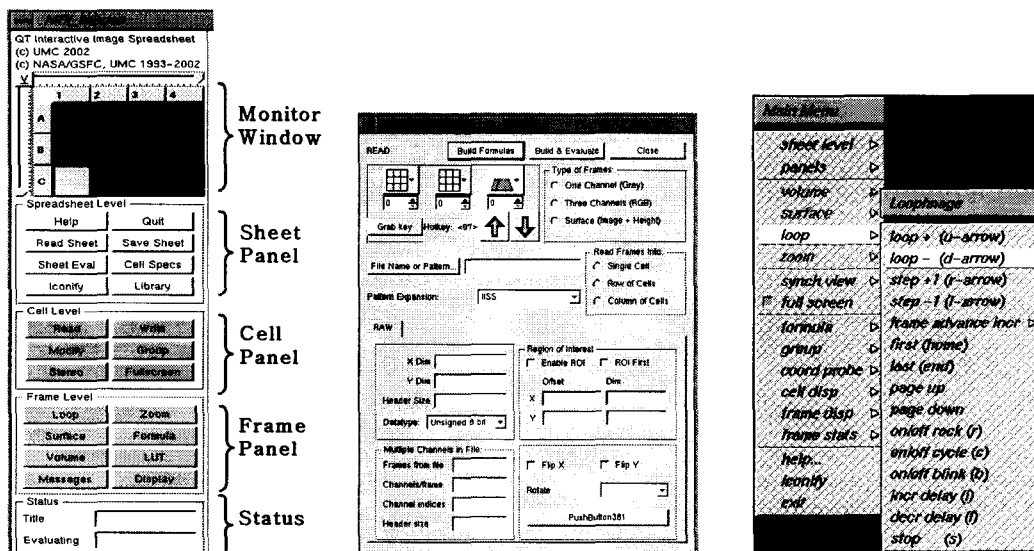 QT Interactive Image Spreadsheet
(c) UMC 2002
(c) NASA/GSFC, UMC 1993-2002
1 2 3 4
A
B
C
Monitor
Window
Spreadsheet Level
Help Quit
Read Sheet Save Sheet
Sheet Eval Cell Specs
Iconify Library
Sheet
Panel
Cell Level
Read Write
Modify Group
Stereo Fullscreen
Cell
Panel
Frame Level
Loop Zoom
Surface Formula
Volume LUT
Messages Display
Frame
Panel
Status
Title
Evaluating
Status
READ Build Formulas Build & Evaluate Close
Type of Frames:
One Channel (Gray)
Three Channels (RGB)
Surface (Image + Height)
0 0 0
Grab key Hotkey:
Read Frames Into:
Single Cell
Row of Cells
Column of Cells
File Name or Pattern...
Pattern Expansion: IISS
RAW
X Dim
Y Dim
Header Size
Datatype: Unsigned 8 bit
Region of Interest
Enable ROI ROI First
Offset Dim
X
Y
Multiple Channels in File:
Frames from file
Channels/frame
Channel indices
Header size
Flip X Flip Y
Rotate
PushButton381
Main Menu
sheet level
panels
volume
surface
loop
zoom
synch view
full screen
formula
group
coord probe
cell disp
frame disp
frame stats
help...
iconify
exit
Loop/Image
loop + (u-arrow)
loop - (d-arrow)
step +1 (r-arrow)
step -1 (l-arrow)
frame advance incr
first (home)
last (end)
page up
page down
on/off rock (r)
on/off cycle (c)
on/off blink (b)
incr delay (i)
decr delay (f)
stop (s)